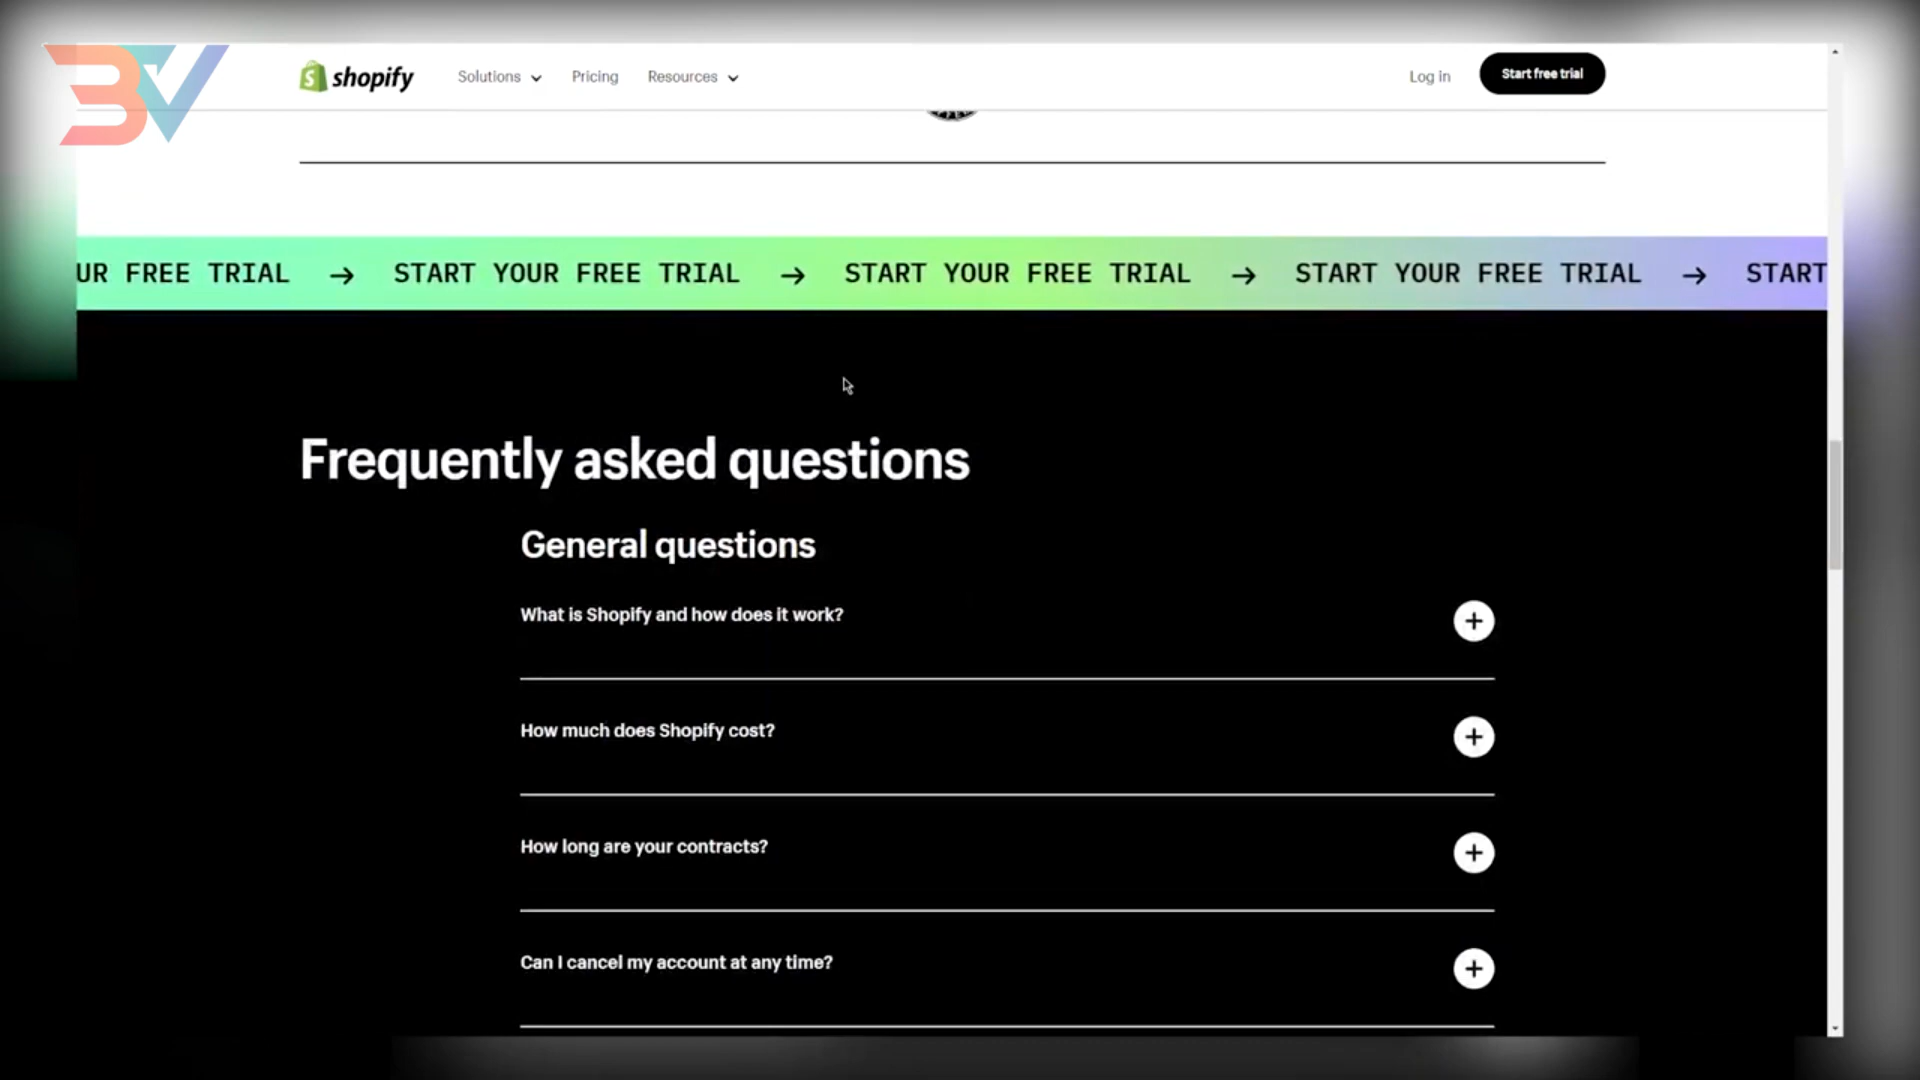 3V
shopify Solutions Pricing Resources Log in Start free trial
UR FREE TRIAL → START YOUR FREE TRIAL → START YOUR FREE TRIAL → START YOUR FREE TRIAL → START
Frequently asked questions
General questions
What is Shopify and how does it work?
How much does Shopify cost?
How long are your contracts?
Can I cancel my account at any time?